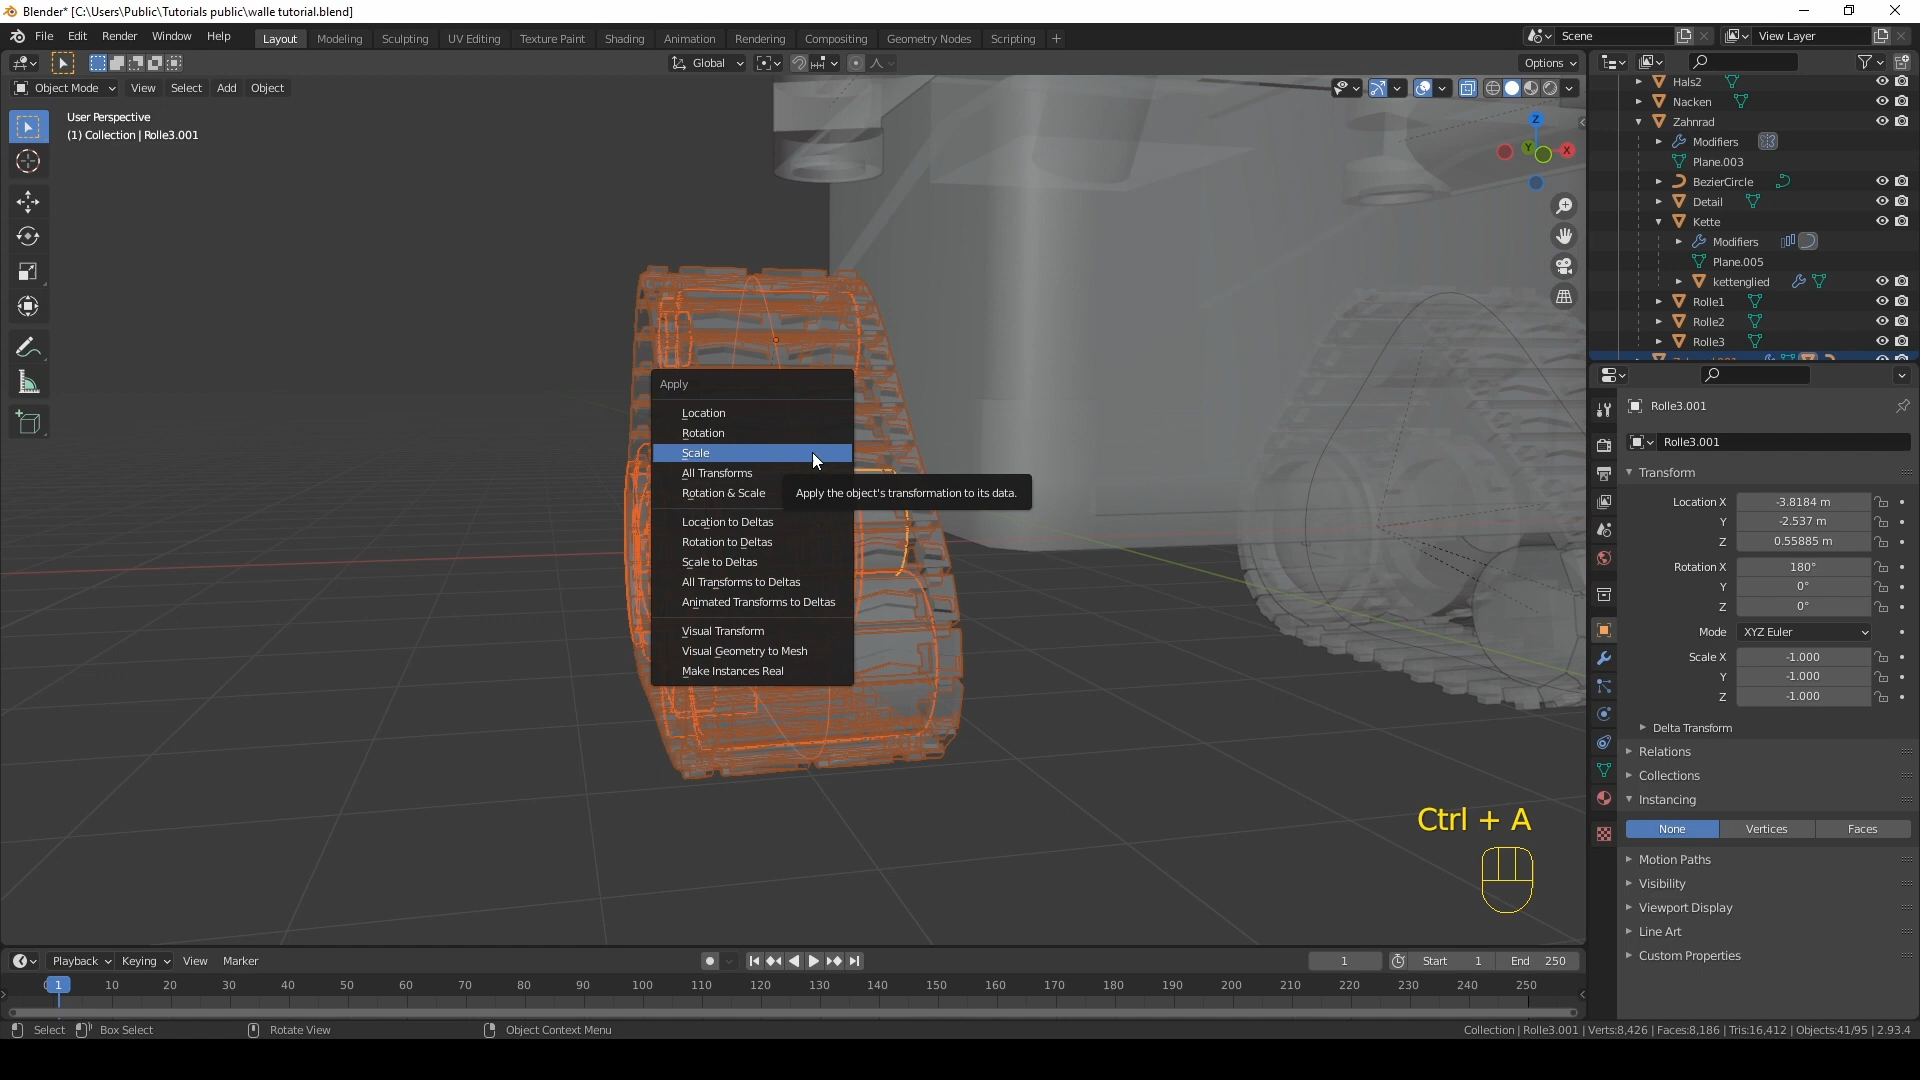 Blender* [C:\Users\Public\Tutorials public\walle tutorial.blend]
File Edit Render Window Help Layout Modeling Sculpting UV Editing Texture Paint Shading Animation Rendering Compositing Geometry Nodes Scripting + Scene View Layer
Global Options
Object Mode View Select Add Object
User Perspective
(1) Collection | Rolle3.001
Z
Y
X
Hals2
Nacken
Zahnrad
Modifiers
Plane.003
BezierCircle
Detail
Kette
Modifiers
Plane.005
kettenglied
Rolle1
Rolle2
Rolle3
Apply
Location
Rotation
Scale
All Transforms
Rotation & Scale
Location to Deltas
Rotation to Deltas
Scale to Deltas
All Transforms to Deltas
Animated Transforms to Deltas
Visual Transform
Visual Geometry to Mesh
Make Instances Real
Apply the object's transformation to its data.
Rolle3.001
Rolle3.001
Transform
Location X -3.8184 m
Y -2.537 m
Z 0.55885 m
Rotation X 180°
Y 0°
Z 0°
Mode XYZ Euler
Scale X -1.000
Y -1.000
Z -1.000
Delta Transform
Relations
Collections
Instancing
None Vertices Faces
Motion Paths
Visibility
Viewport Display
Line Art
Custom Properties
Ctrl + A
Playback Keying View Marker 1 Start 1 End 250
1 10 20 30 40 50 60 70 80 90 100 110 120 130 140 150 160 170 180 190 200 210 220 230 240 250
Select Box Select Rotate View Object Context Menu Collection | Rolle3.001 | Verts:8,426 | Faces:8,186 | Tris:16,412 | Objects:41/95 | 2.93.4